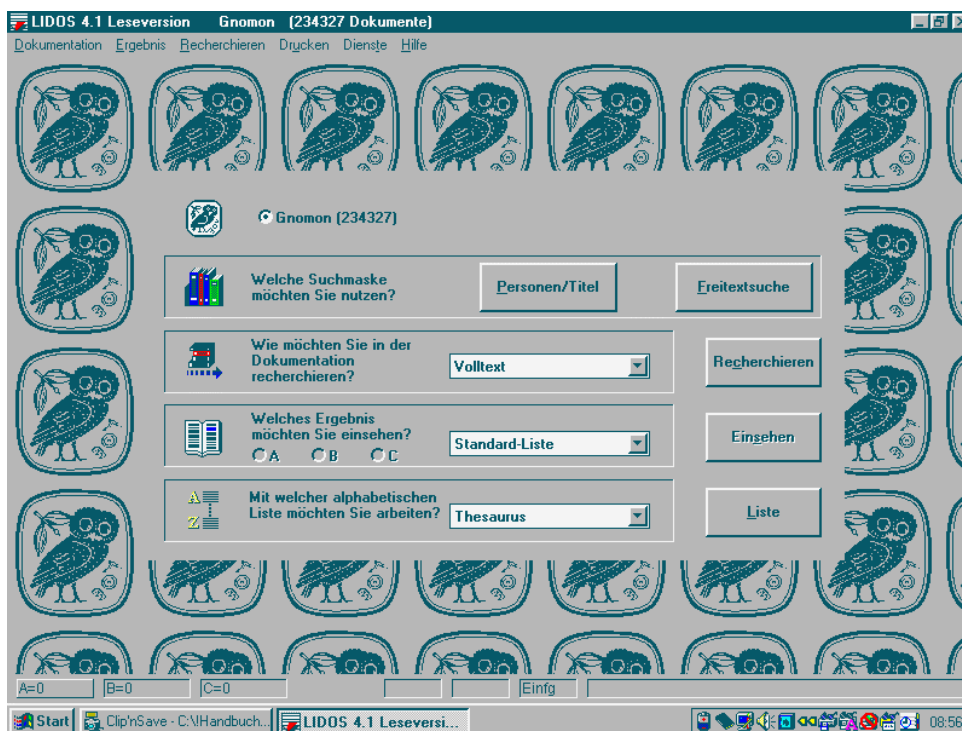 LIDOS 4.1 Leseversion Gnomon (234327 Dokumente)
Dokumentation Ergebnis Recherchieren Drucken Dienste Hilfe
Gnomon (234327)
Welche Suchmaske
möchten Sie nutzen?
Personen/Titel
Freitextsuche
Wie möchten Sie in der
Dokumentation
recherchieren?
Volltext
Recherchieren
Welches Ergebnis
möchten Sie einsehen?
A B C
Standard-Liste
Einsehen
A
Z
Mit welcher alphabetischen
Liste möchten Sie arbeiten?
Thesaurus
Liste
A=0 B=0 C=0 Einfg
Start Clip'nSave - C:\!Handbuch... LIDOS 4.1 Leseversi... 08:56